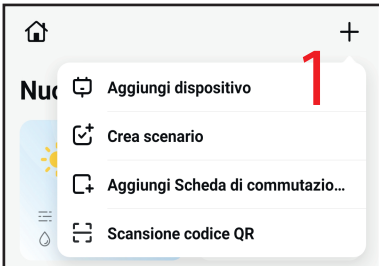 1
Nuo
Aggiungi dispositivo
Crea scenario
Aggiungi Scheda di commutazio...
Scansione codice QR